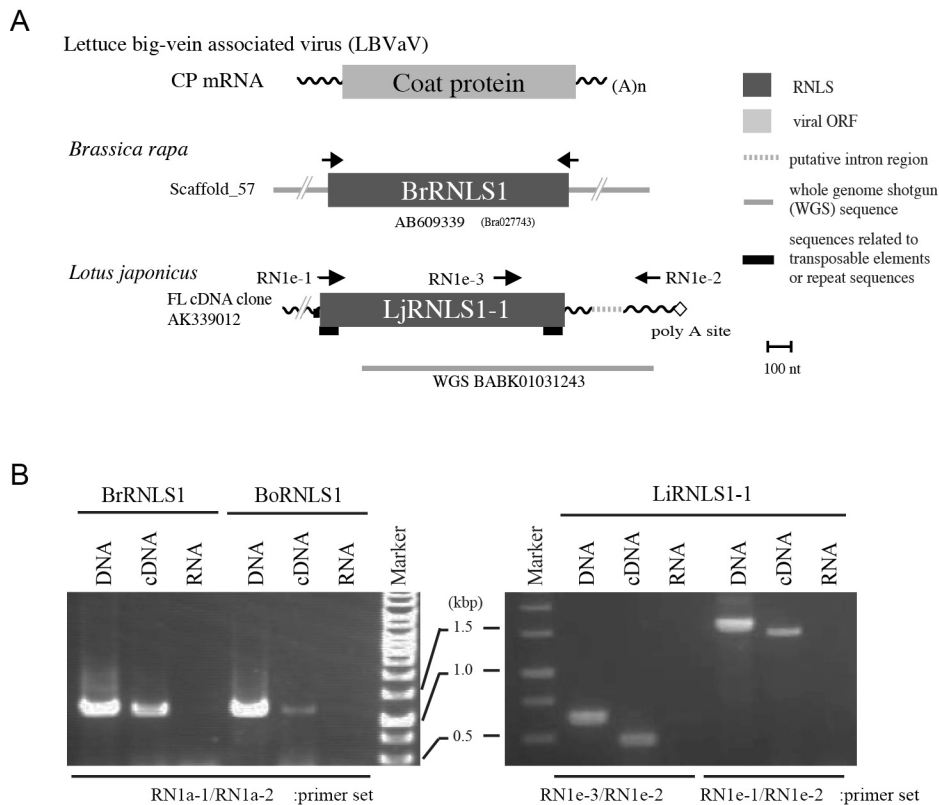 A
Lettuce big-vein associated virus (LBVaV)
CP mRNA
Coat protein
(A)n
Brassica rapa
Scaffold_57
BrRNLS1
AB609339 (Bra027743)
Lotus japonicus
RN1e-1
RN1e-3
RN1e-2
FL cDNA clone
AK339012
LjRNLS1-1
poly A site
WGS BABK01031243
RNLS
viral ORF
putative intron region
whole genome shotgun
(WGS) sequence
sequences related to
transposable elements
or repeat sequences
100 nt
B
BrRNLS1
BoRNLS1
DNA
cDNA
RNA
DNA
cDNA
RNA
Marker
(kbp)
1.5
1.0
0.5
RN1a-1/RN1a-2 :primer set
LiRNLS1-1
Marker
DNA
cDNA
RNA
DNA
cDNA
RNA
RN1e-3/RN1e-2
RN1e-1/RN1e-2 :primer set